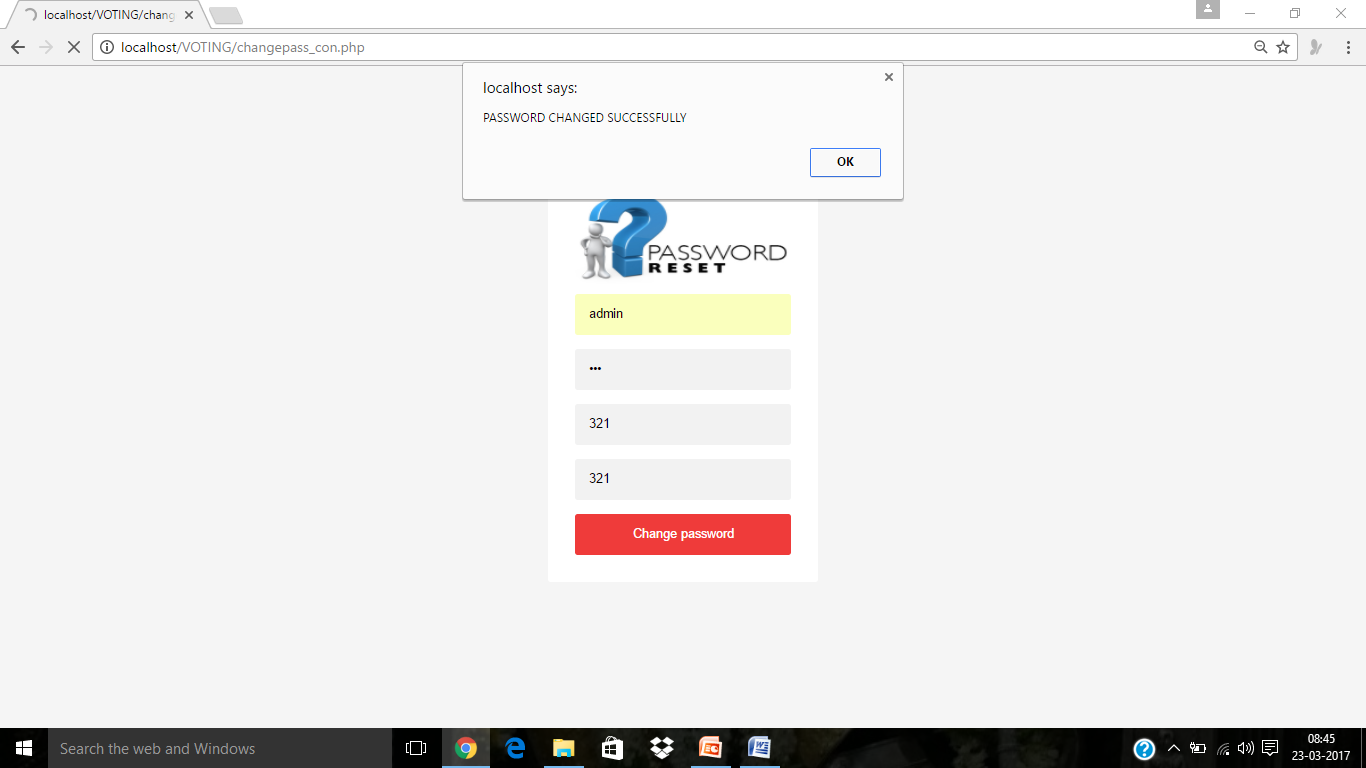 localhost/VOTING/chang
localhost/VOTING/changepass_con.php
localhost says:
PASSWORD CHANGED SUCCESSFULLY
OK
PASSWORD
RESET
admin
•••
321
321
Change password
Search the web and Windows
08:45
23-03-2017